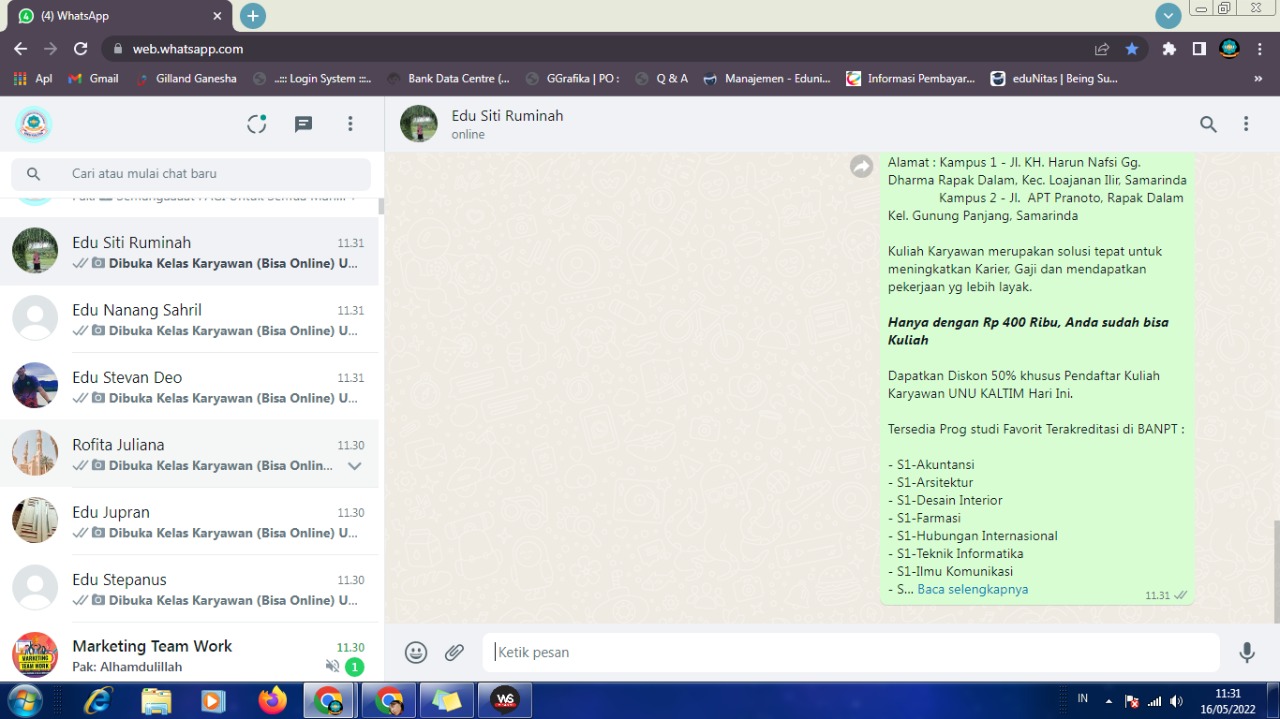 (4) WhatsApp
web.whatsapp.com
Apl
Gmail
Gilland Ganesha
..::: Login System :::..
Bank Data Centre (...
GGrafika | PO :
Q & A
Manajemen - Eduni...
Informasi Pembayar...
eduNitas | Being Su...
Edu Siti Ruminah
online
Cari atau mulai chat baru
Edu Siti Ruminah
11.31
Dibuka Kelas Karyawan (Bisa Online) U...
Edu Nanang Sahril
11.31
Dibuka Kelas Karyawan (Bisa Online) U...
Edu Stevan Deo
11.31
Dibuka Kelas Karyawan (Bisa Online) U...
Rofita Juliana
11.30
Dibuka Kelas Karyawan (Bisa Onlin...
Edu Jupran
11.30
Dibuka Kelas Karyawan (Bisa Online) U...
Edu Stepanus
11.30
Dibuka Kelas Karyawan (Bisa Online) U...
Marketing Team Work
11.30
Pak: Alhamdulillah
1
Alamat : Kampus 1 - Jl. KH. Harun Nafsi Gg.
Dharma Rapak Dalam, Kec. Loajanan Ilir, Samarinda
Kampus 2 - Jl. APT Pranoto, Rapak Dalam
Kel. Gunung Panjang, Samarinda
Kuliah Karyawan merupakan solusi tepat untuk
meningkatkan Karier, Gaji dan mendapatkan
pekerjaan yg lebih layak.
Hanya dengan Rp 400 Ribu, Anda sudah bisa
Kuliah
Dapatkan Diskon 50% khusus Pendaftar Kuliah
Karyawan UNU KALTIM Hari Ini.
Tersedia Prog studi Favorit Terakreditasi di BANPT :
- S1-Akuntansi
- S1-Arsitektur
- S1-Desain Interior
- S1-Farmasi
- S1-Hubungan Internasional
- S1-Teknik Informatika
- S1-Ilmu Komunikasi
- S... Baca selengkapnya
11.31
Ketik pesan
WS
IN
11:31
16/05/2022